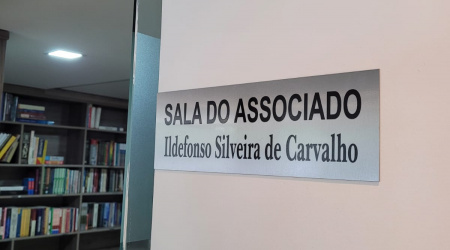 SALA DO ASSOCIADO
Ildefonso Silveira de Carvalho